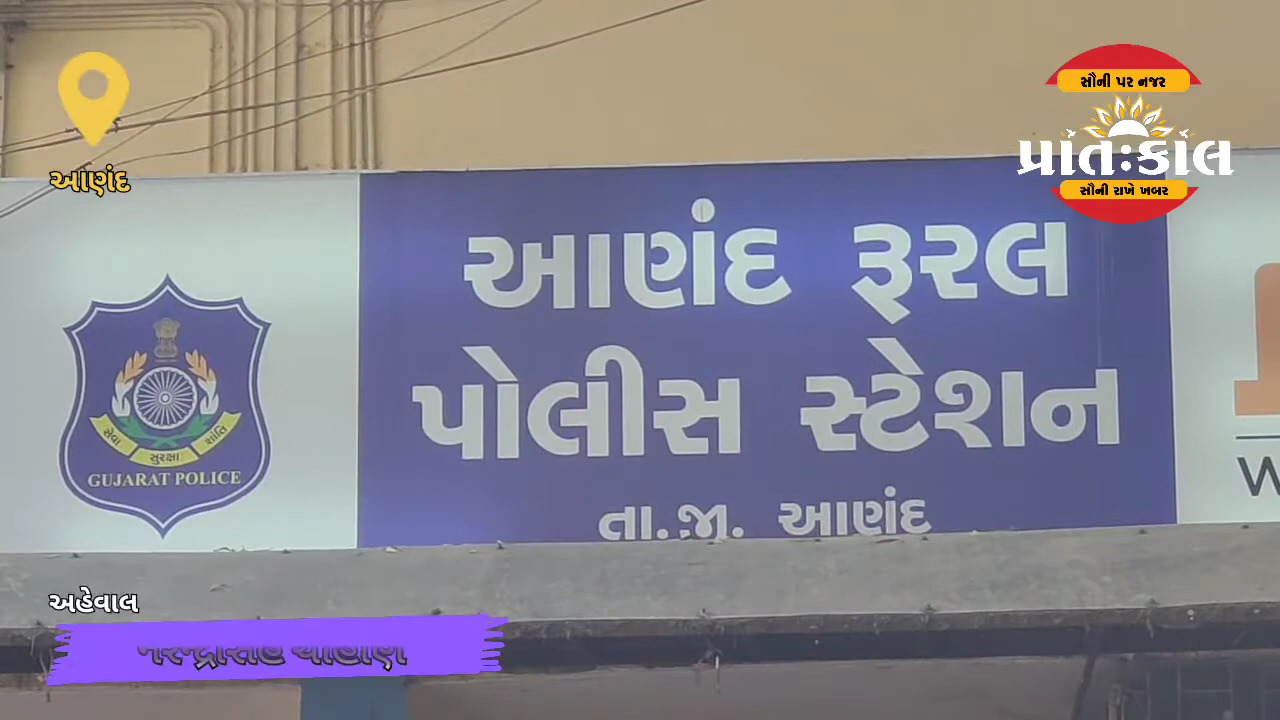 સૌની પર નજર
પ્રાંતઃકાલ
સૌની રાખે ખબર
આણંદ
આણંદ રૂરલ
પોલીસ સ્ટેશન
તા.જી. આણંદ
સેવા સુરક્ષા શાંતિ
GUJARAT POLICE
W
અહેવાલ